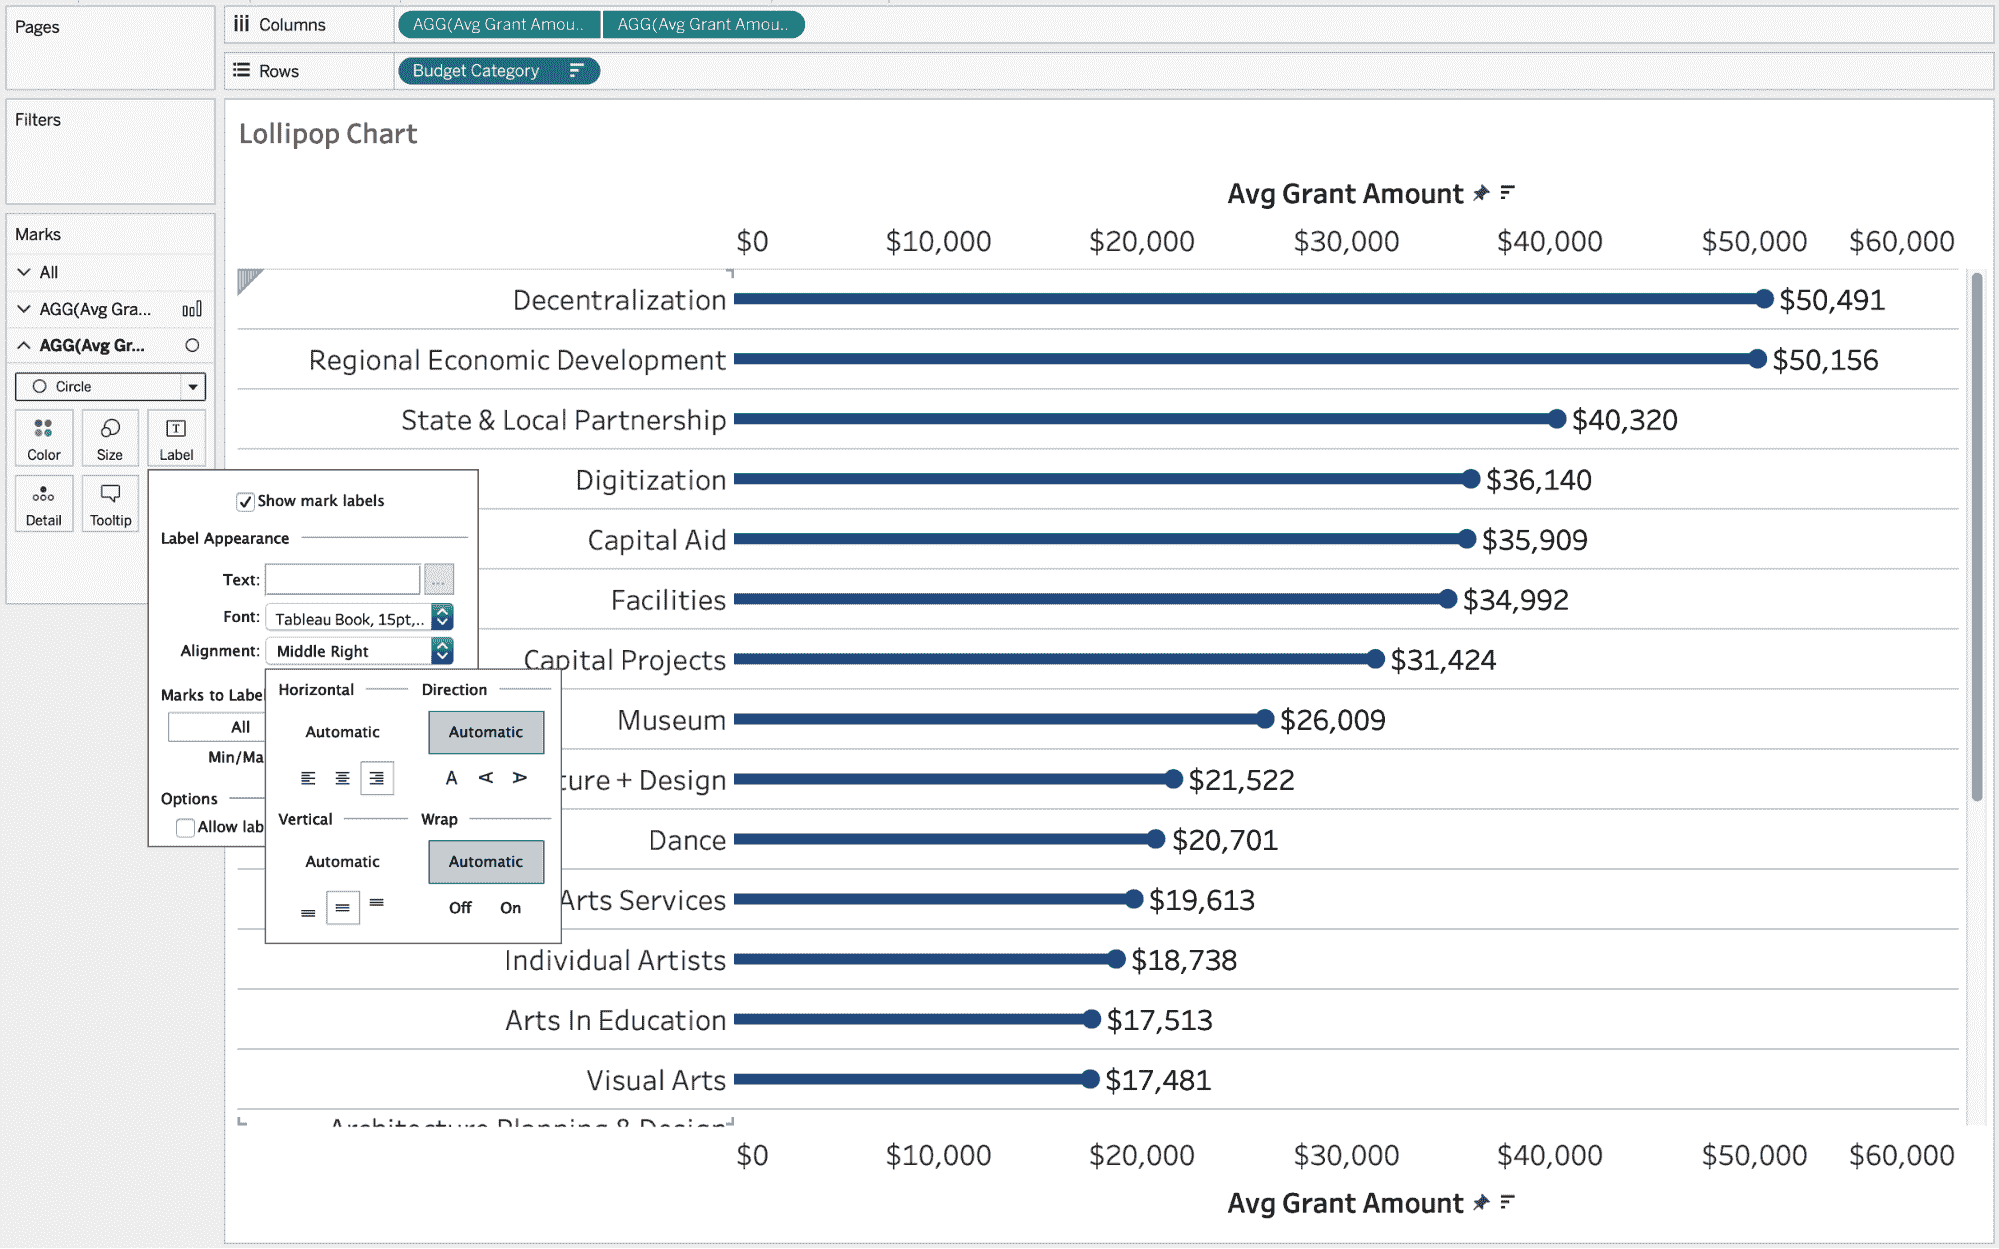 Pages
Columns
AGG(Avg Grant Amou..
AGG(Avg Grant Amou..
Rows
Budget Category
Filters
Marks
All
AGG(Avg Gra...
AGG(Avg Gr...
Circle
Color
Size
Label
Detail
Tooltip
Show mark labels
Label Appearance
Text:
...
Font:
Tableau Book, 15pt,..
Alignment:
Middle Right
Marks to Label
All
Min/Ma
Options
Allow lab
Horizontal
Direction
Automatic
Automatic
A A A
Vertical
Wrap
Automatic
Automatic
Off
On
Lollipop Chart
Avg Grant Amount
$0 $10,000 $20,000 $30,000 $40,000 $50,000 $60,000
Decentralization $50,491
Regional Economic Development $50,156
State & Local Partnership $40,320
Digitization $36,140
Capital Aid $35,909
Facilities $34,992
Capital Projects $31,424
Museum $26,009
ture + Design $21,522
Dance $20,701
Arts Services $19,613
Individual Artists $18,738
Arts In Education $17,513
Visual Arts $17,481
Architecture Planning & Design
$0 $10,000 $20,000 $30,000 $40,000 $50,000 $60,000
Avg Grant Amount